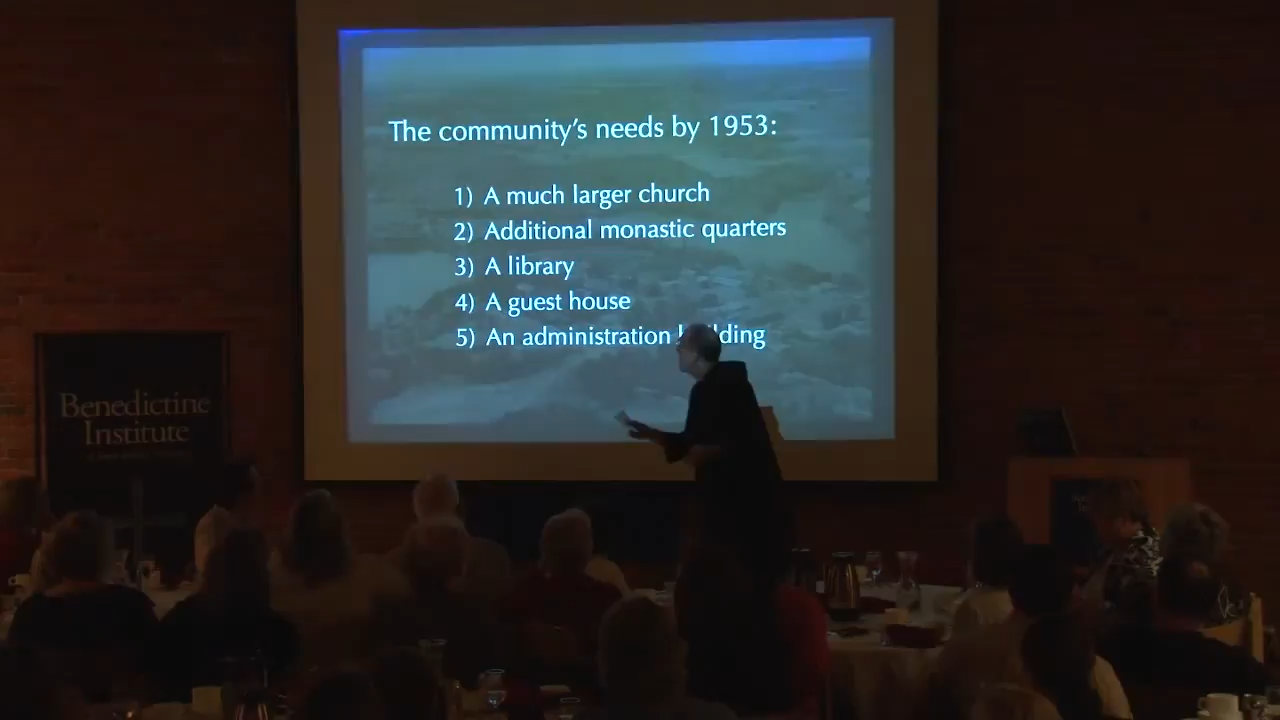 The community's needs by 1953:
1) A much larger church
2) Additional monastic quarters
3) A library
4) A guest house
5) An administration building
Benedictine
Institute